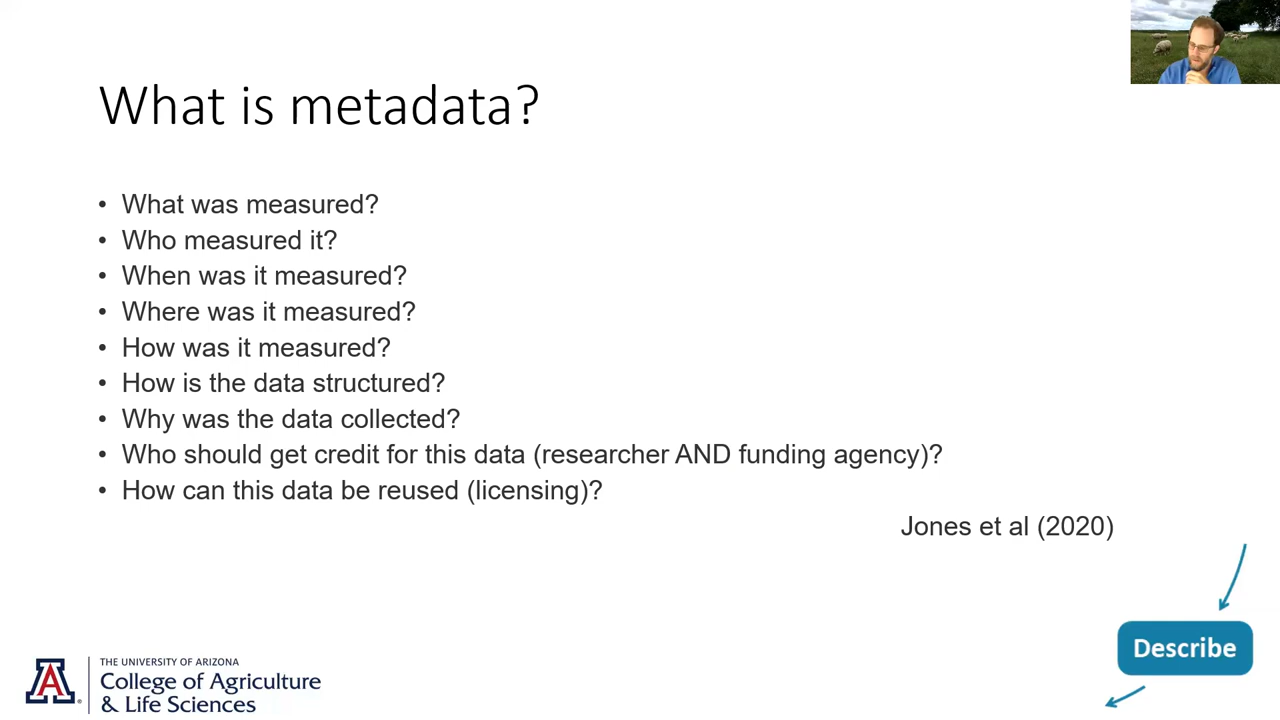 What is metadata?
• What was measured?
• Who measured it?
• When was it measured?
• Where was it measured?
• How was it measured?
• How is the data structured?
• Why was the data collected?
• Who should get credit for this data (researcher AND funding agency)?
• How can this data be reused (licensing)?
Jones et al (2020)
Describe
A
THE UNIVERSITY OF ARIZONA
College of Agriculture
& Life Sciences